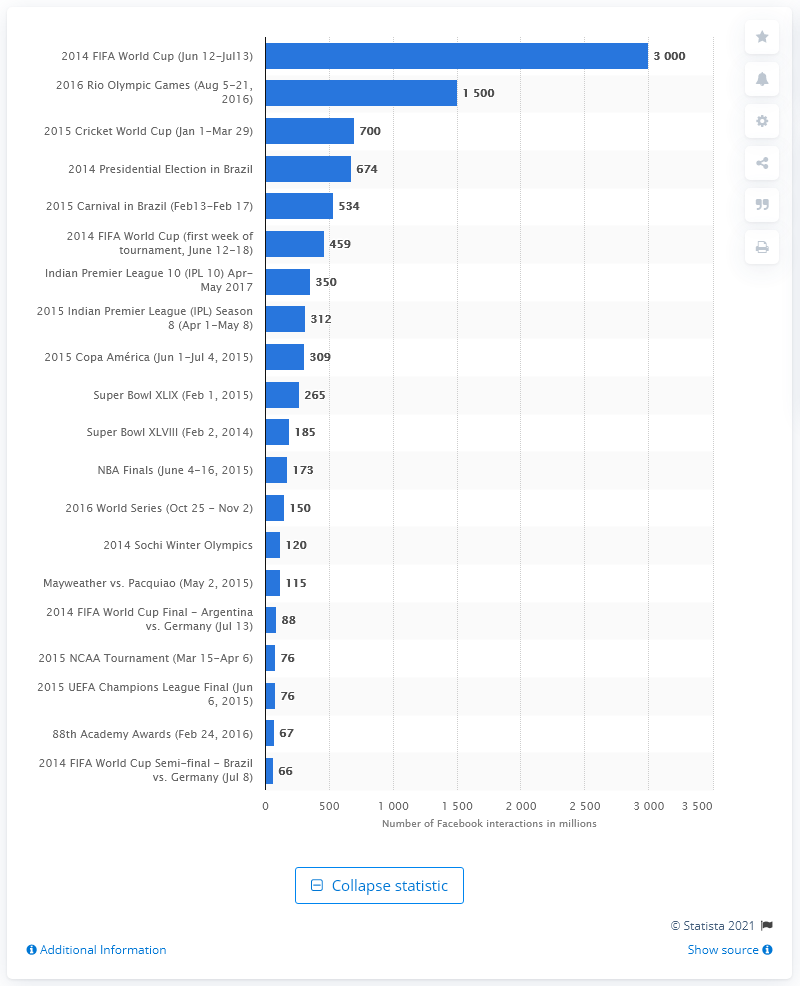 2014 FIFA World Cup (Jun 12-Jul13)
3 000
2016 Rio Olympic Games (Aug 5-21,
2016)
1 500
2015 Cricket World Cup (Jan 1-Mar 29)
700
2014 Presidential Election in Brazil
674
2015 Carnival in Brazil (Feb13-Feb 17)
534
2014 FIFA World Cup (first week of
tournament, June 12-18)
459
Indian Premier League 10 (IPL 10) Apr-
May 2017
350
2015 Indian Premier League (IPL) Season
8 (Apr 1-May 8)
312
2015 Copa América (Jun 1-Jul 4, 2015)
309
Super Bowl XLIX (Feb 1, 2015)
265
Super Bowl XLVIII (Feb 2, 2014)
185
NBA Finals (June 4-16, 2015)
173
2016 World Series (Oct 25 - Nov 2)
150
2014 Sochi Winter Olympics
120
Mayweather vs. Pacquiao (May 2, 2015)
115
2014 FIFA World Cup Final - Argentina
vs. Germany (Jul 13)
88
2015 NCAA Tournament (Mar 15-Apr 6)
76
2015 UEFA Champions League Final (Jun
6, 2015)
76
88th Academy Awards (Feb 24, 2016)
67
2014 FIFA World Cup Semi-final - Brazil
vs. Germany (Jul 8)
66
0 500 1 000 1 500 2 000 2 500 3 000 3 500
Number of Facebook interactions in millions
Collapse statistic
© Statista 2021
Additional Information
Show source